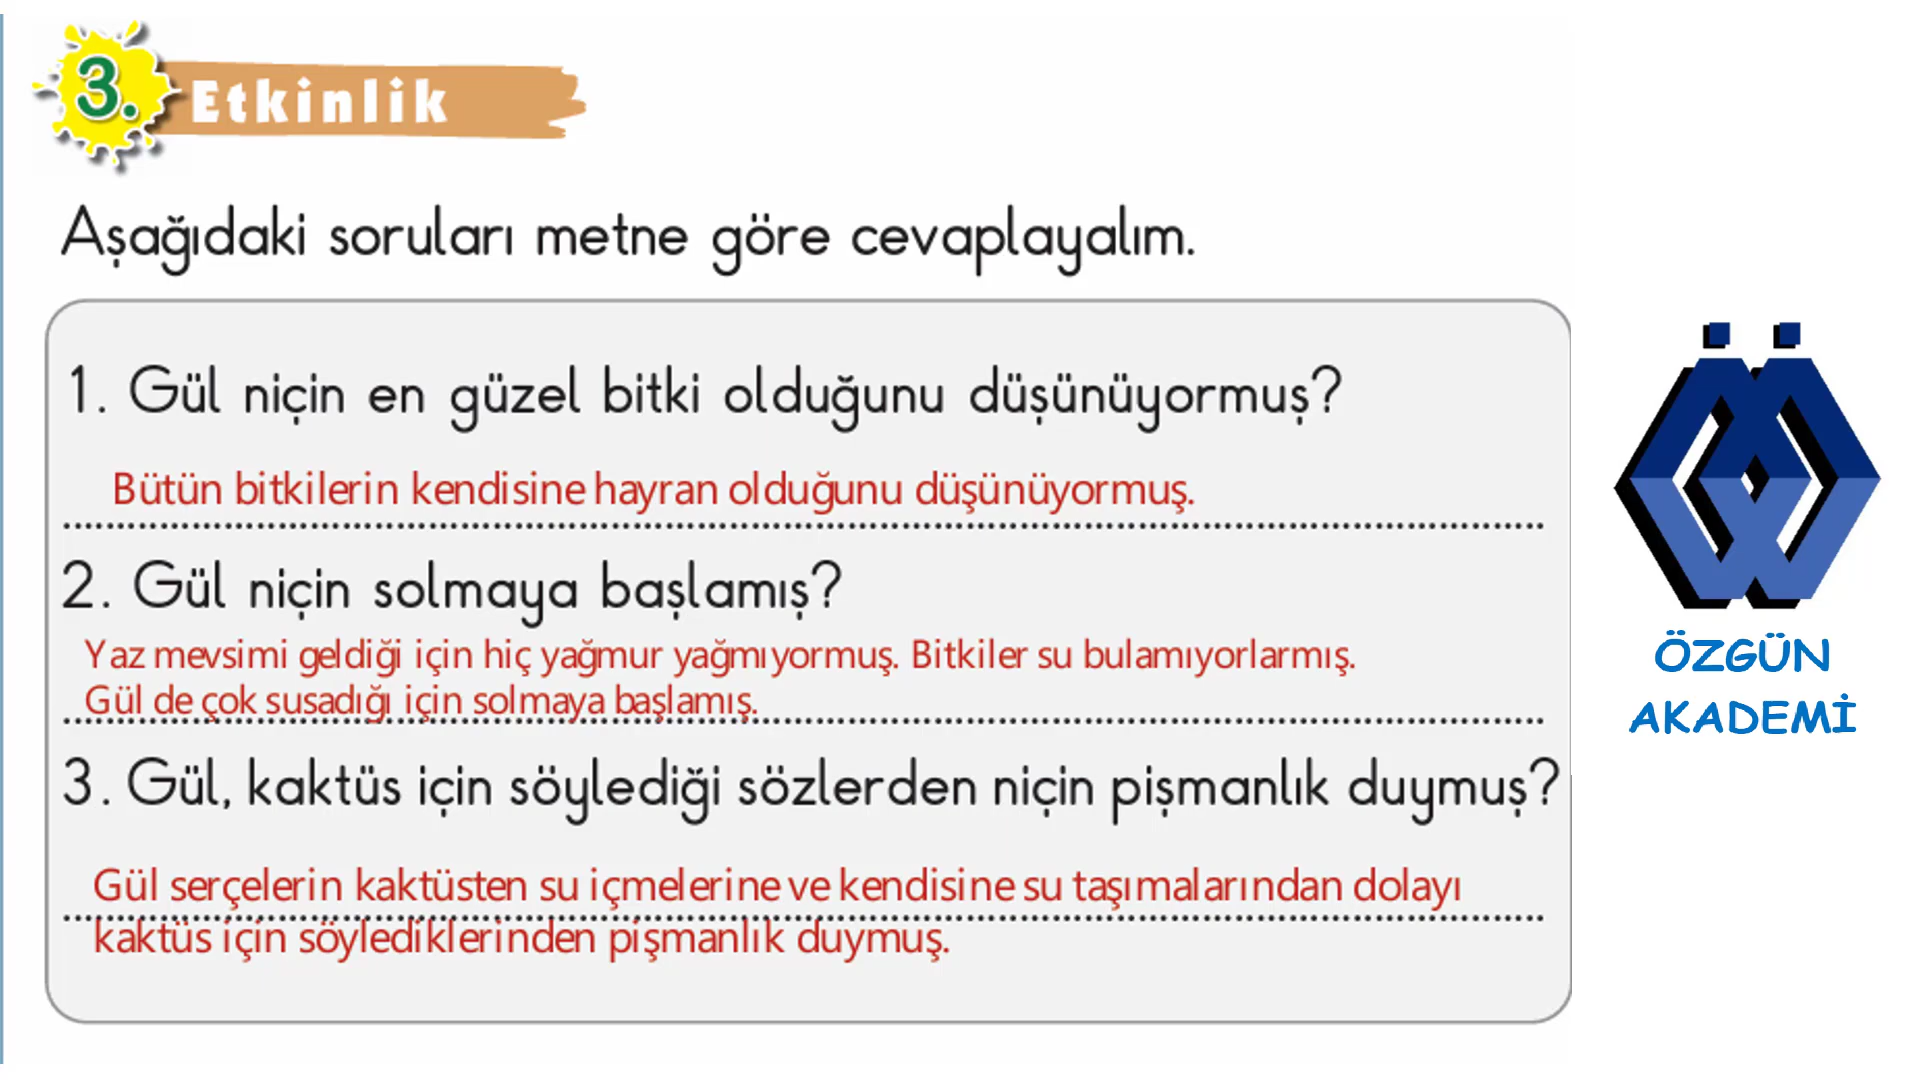 3. Etkinlik
Aşağıdaki soruları metne göre cevaplayalım.
1. Gül niçin en güzel bitki olduğunu düşünüyormuş?
Bütün bitkilerin kendisine hayran olduğunu düşünüyormuş.
2. Gül niçin solmaya başlamış?
Yaz mevsimi geldiği için hiç yağmur yağmıyormuş. Bitkiler su bulamıyorlarmış.
Gül de çok susadığı için solmaya başlamış.
3. Gül, kaktüs için söylediği sözlerden niçin pişmanlık duymuş?
Gül serçelerin kaktüsten su içmelerine ve kendisine su taşımalarından dolayı
kaktüs için söylediklerinden pişmanlık duymuş.
ÖZGÜN
AKADEMİ